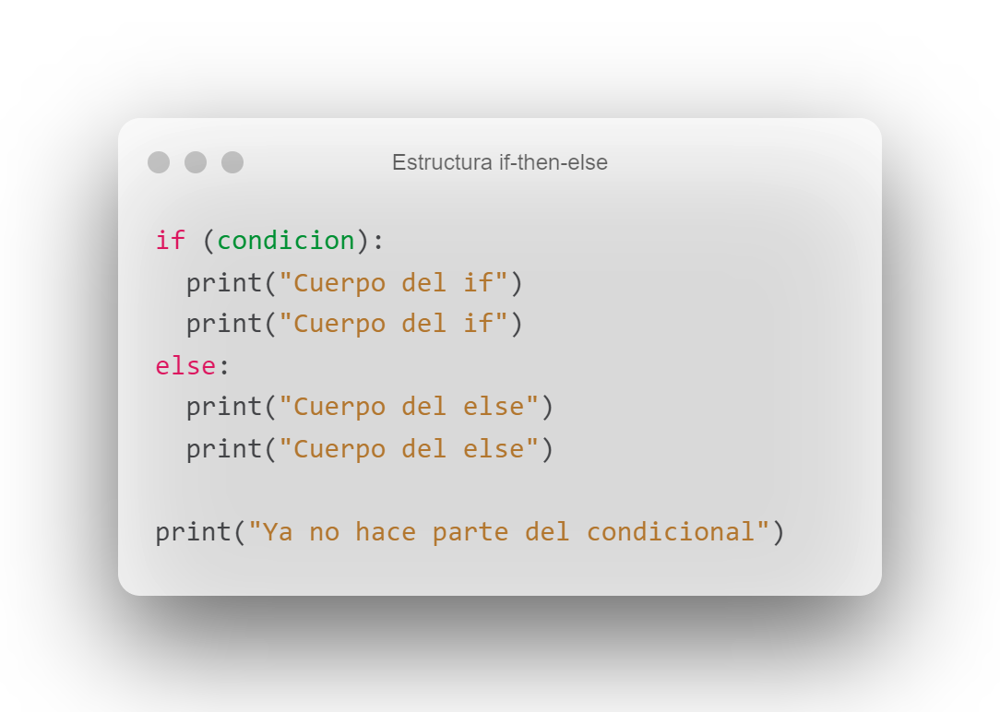 Estructura if-then-else
if (condicion):
  print("Cuerpo del if")
  print("Cuerpo del if")
else:
  print("Cuerpo del else")
  print("Cuerpo del else")
print("Ya no hace parte del condicional")